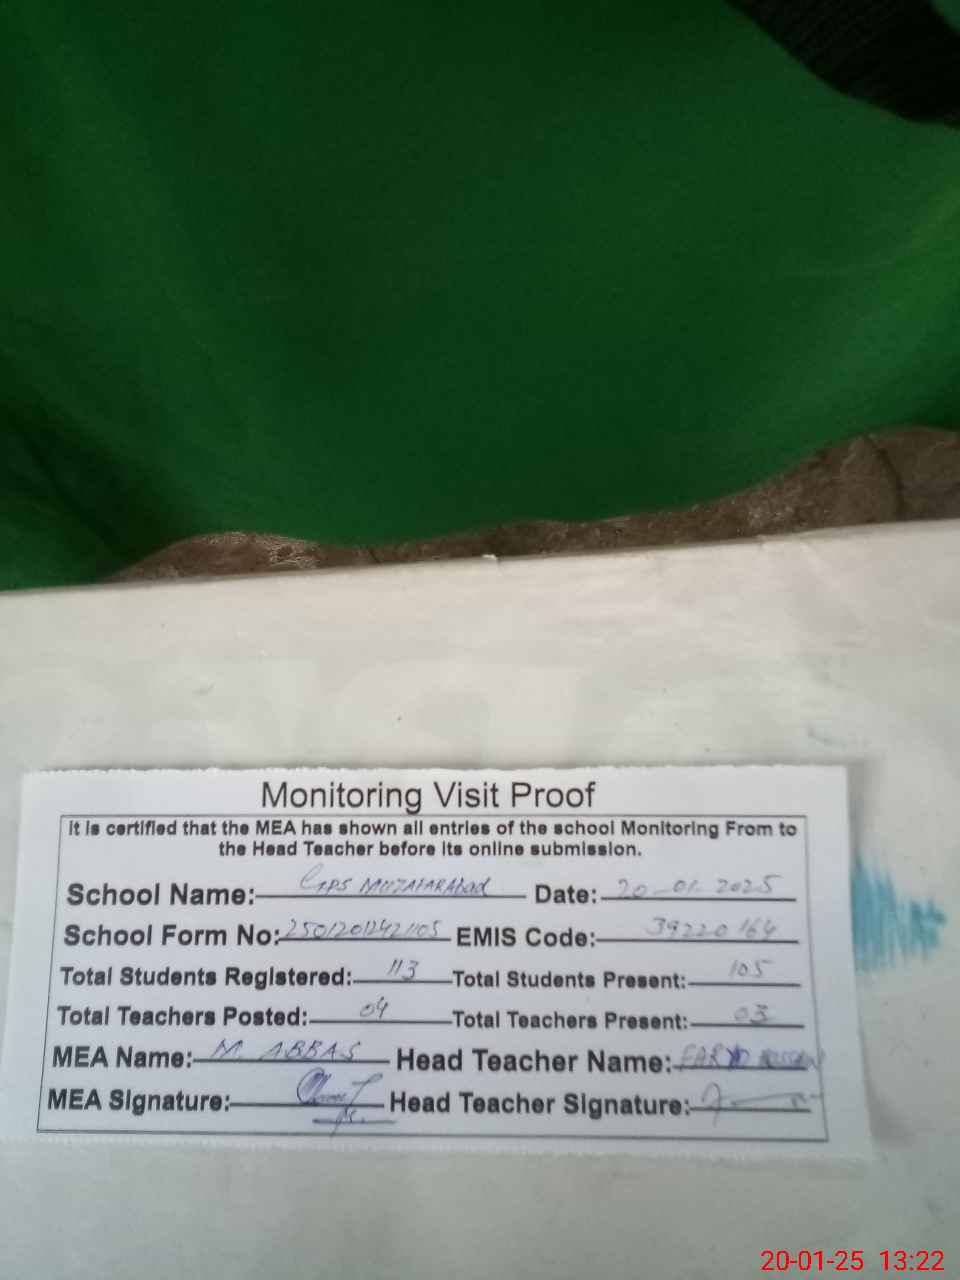 Monitoring Visit Proof
It is certified that the MEA has shown all entries of the school Monitoring From to
the Head Teacher before its online submission.
School Name: GPS MUZAFARABad Date: 20-01-2025
School Form No: 2501201242105 EMIS Code: 39220164
Total Students Registered: 113 Total Students Present: 105
Total Teachers Posted: 04 Total Teachers Present: 03
MEA Name: M. ABBAS Head Teacher Name: FARYD
MEA Signature: Head Teacher Signature:
20-01-25 13:22